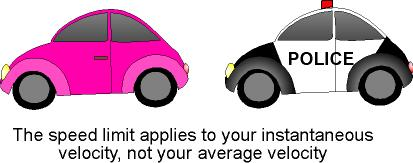 POLICE
The speed limit applies to your instantaneous
velocity, not your average velocity